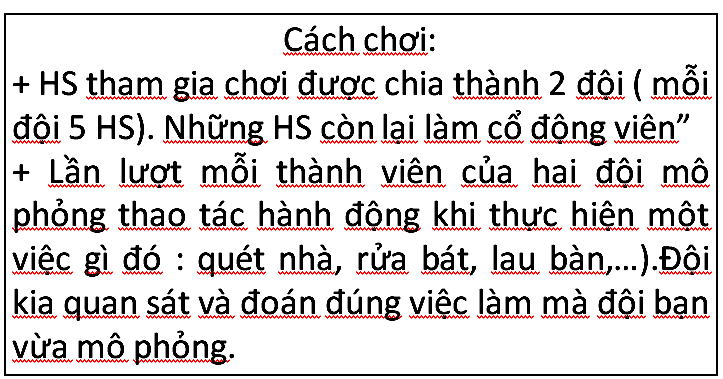 Cách chơi:
+ HS tham gia chơi được chia thành 2 đội ( mỗi
đội 5 HS). Những HS còn lại làm cổ động viên”
+ Lần lượt mỗi thành viên của hai đội mô
phỏng thao tác hành động khi thực hiện một
việc gì đó : quét nhà, rửa bát, lau bàn,...).Đội
kia quan sát và đoán đúng việc làm mà đội bạn
vừa mô phỏng.